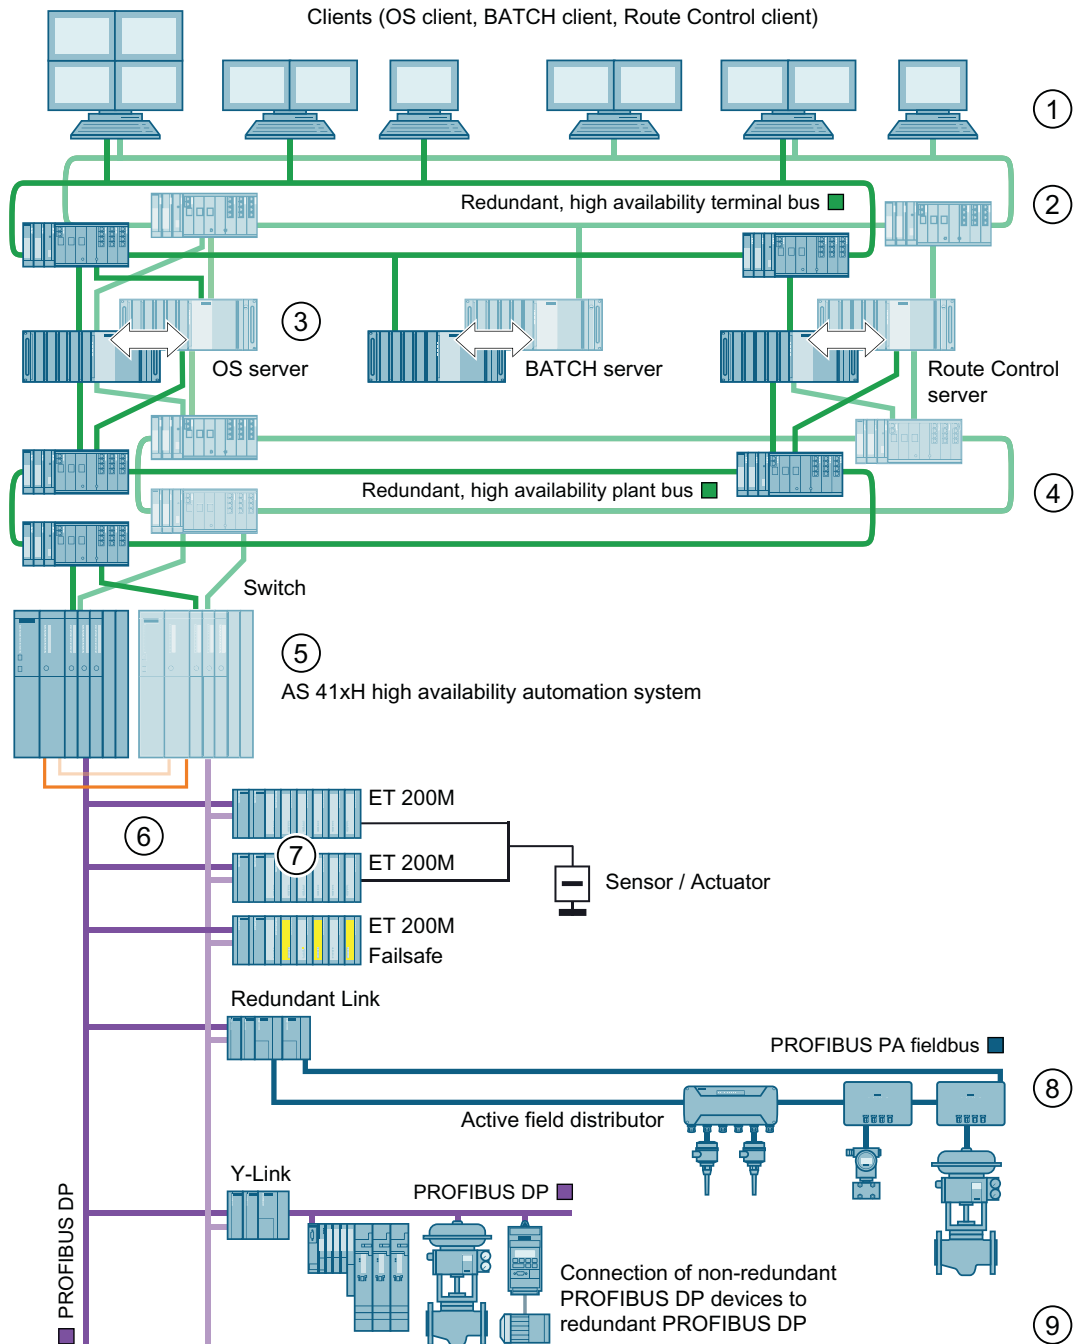 Clients (OS client, BATCH client, Route Control client)
1
Redundant, high availability terminal bus
2
3
OS server
BATCH server
Route Control
server
Redundant, high availability plant bus
4
Switch
5
AS 41xH high availability automation system
ET 200M
6
7
ET 200M
Sensor / Actuator
ET 200M
Failsafe
Redundant Link
PROFIBUS PA fieldbus
8
Active field distributor
Y-Link
PROFIBUS DP
PROFIBUS DP
Connection of non-redundant
PROFIBUS DP devices to
redundant PROFIBUS DP
9